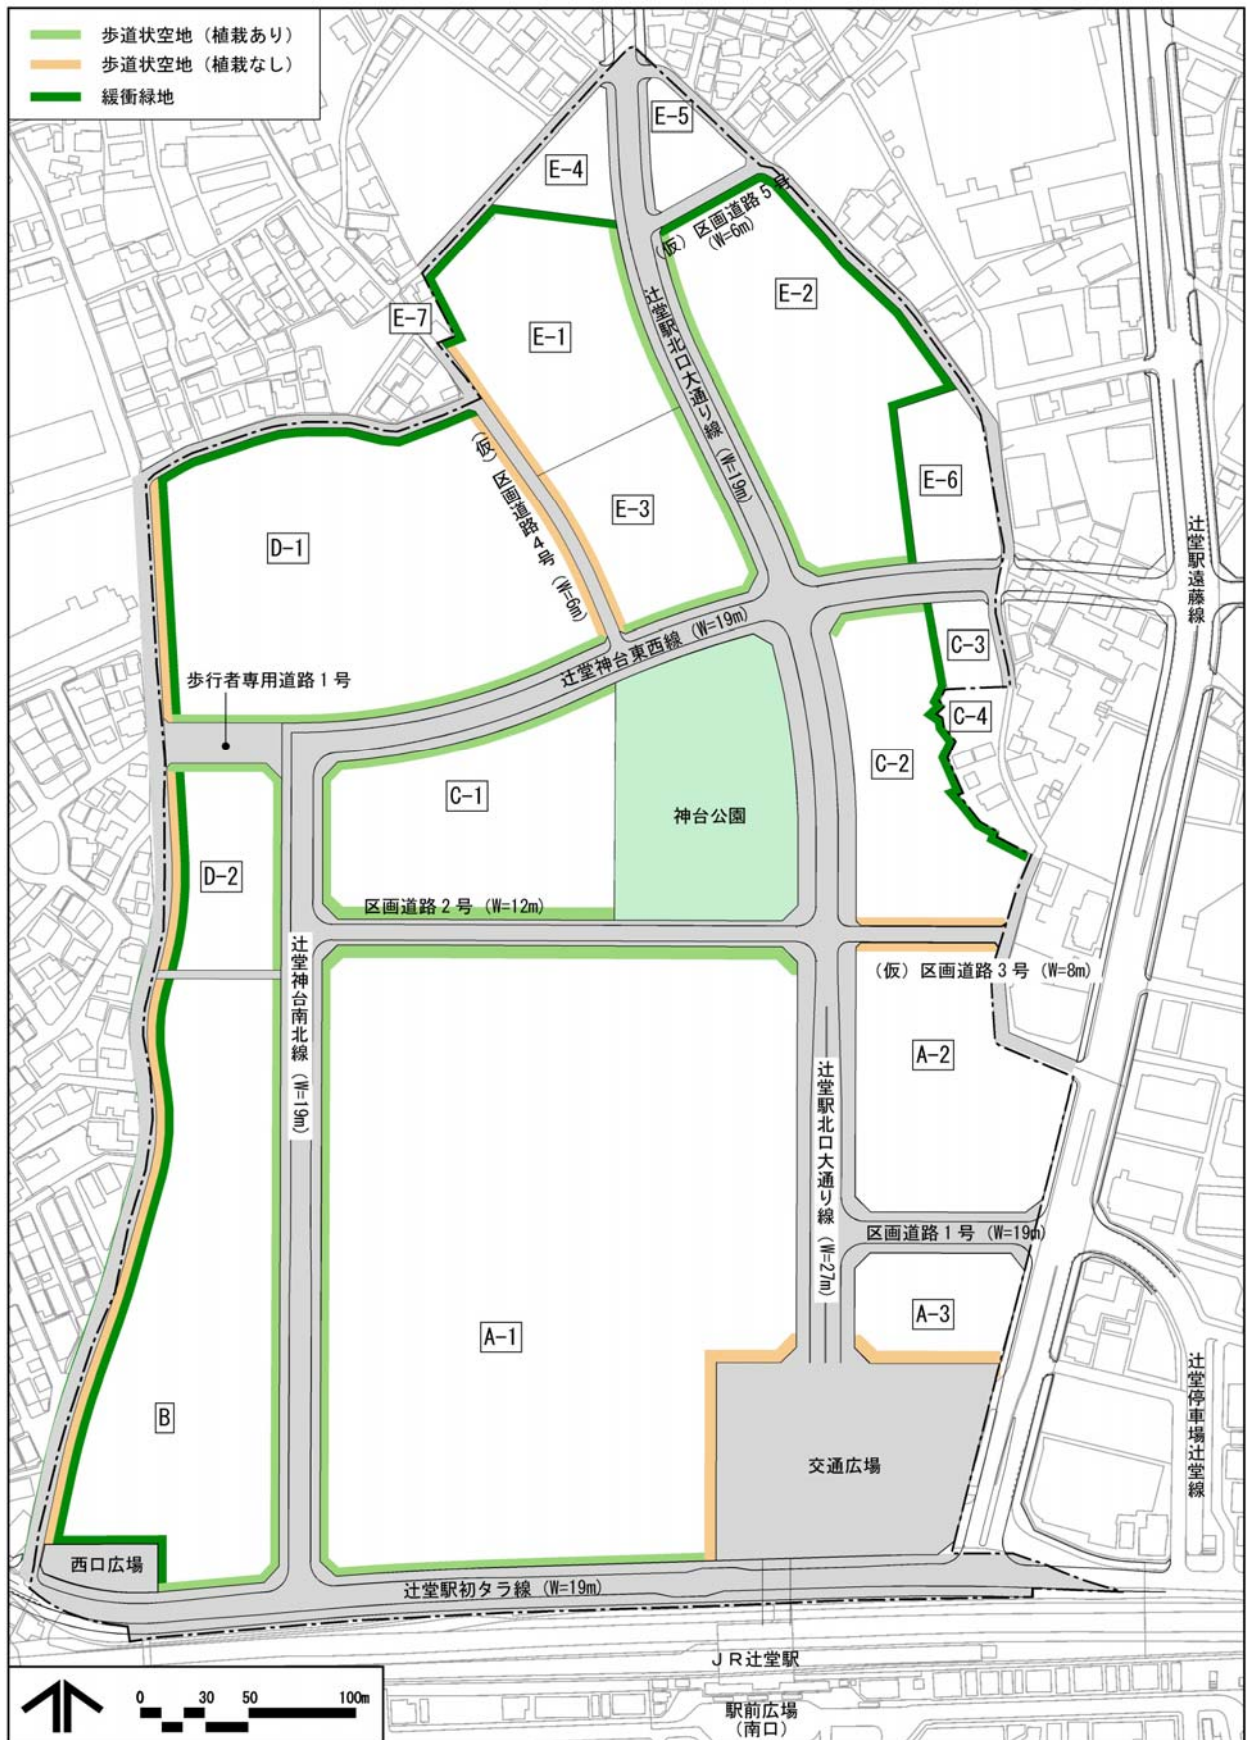 歩道状空地（植栽あり）
歩道状空地（植栽なし）
緩衝緑地
E-5
E-4
（仮）区画道路５号
(W=6m)
E-2
E-7
E-1
辻堂駅北口大通り線（W=19m）
E-6
E-3
（仮）区画道路４号（W=6m）
D-1
辻堂駅遠藤線
辻堂神台東西線（W=19m）
C-3
歩行者専用道路１号
C-4
C-2
C-1
神台公園
D-2
区画道路２号（W=12m）
辻堂神台南北線（W=19m）
（仮）区画道路３号（W=8m）
A-2
辻堂駅北口大通り線（W=27m）
区画道路１号（W=19m）
A-3
A-1
辻堂停車場辻堂線
B
交通広場
西口広場
辻堂駅初タラ線（W=19m）
ＪＲ辻堂駅
0 30 50 100m
駅前広場
（南口）